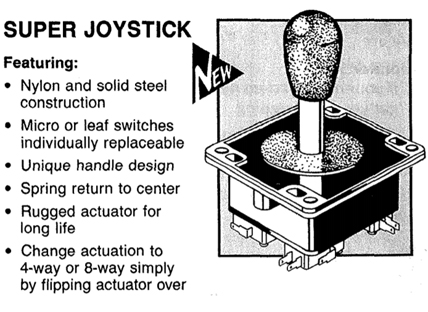 SUPER JOYSTICK
Featuring:
• Nylon and solid steel
construction
• Micro or leaf switches
individually replaceable
• Unique handle design
• Spring return to center
• Rugged actuator for
long life
• Change actuation to
4-way or 8-way simply
by flipping actuator over
NEW